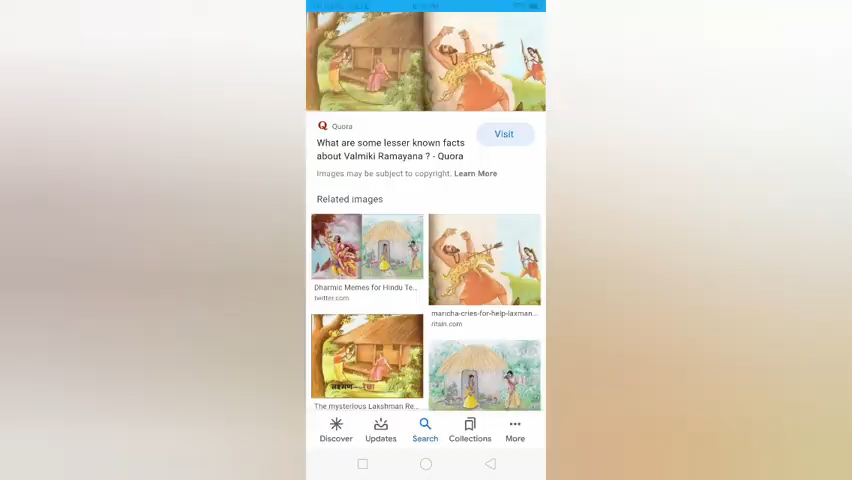 Quora
Visit
What are some lesser known facts
about Valmiki Ramayana ? - Quora
Images may be subject to copyright. Learn More
Related images
Dharmic Memes for Hindu Te...
twitter.com
maricha-cries-for-help-laxman...
ritsin.com
लक्ष्मण रेखा
The mysterious Lakshman Re...
Discover
Updates
Search
Collections
More